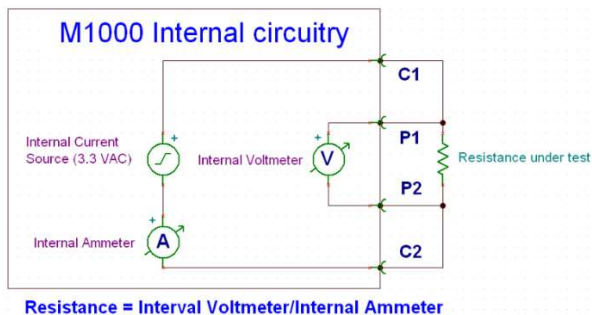 M1000 Internal circuitry
C1
P1
Internal Current
Source (3.3 VAC)
+
Internal Voltmeter
+
V
Resistance under test
P2
+
Internal Ammeter
A
C2
Resistance = Interval Voltmeter/Internal Ammeter